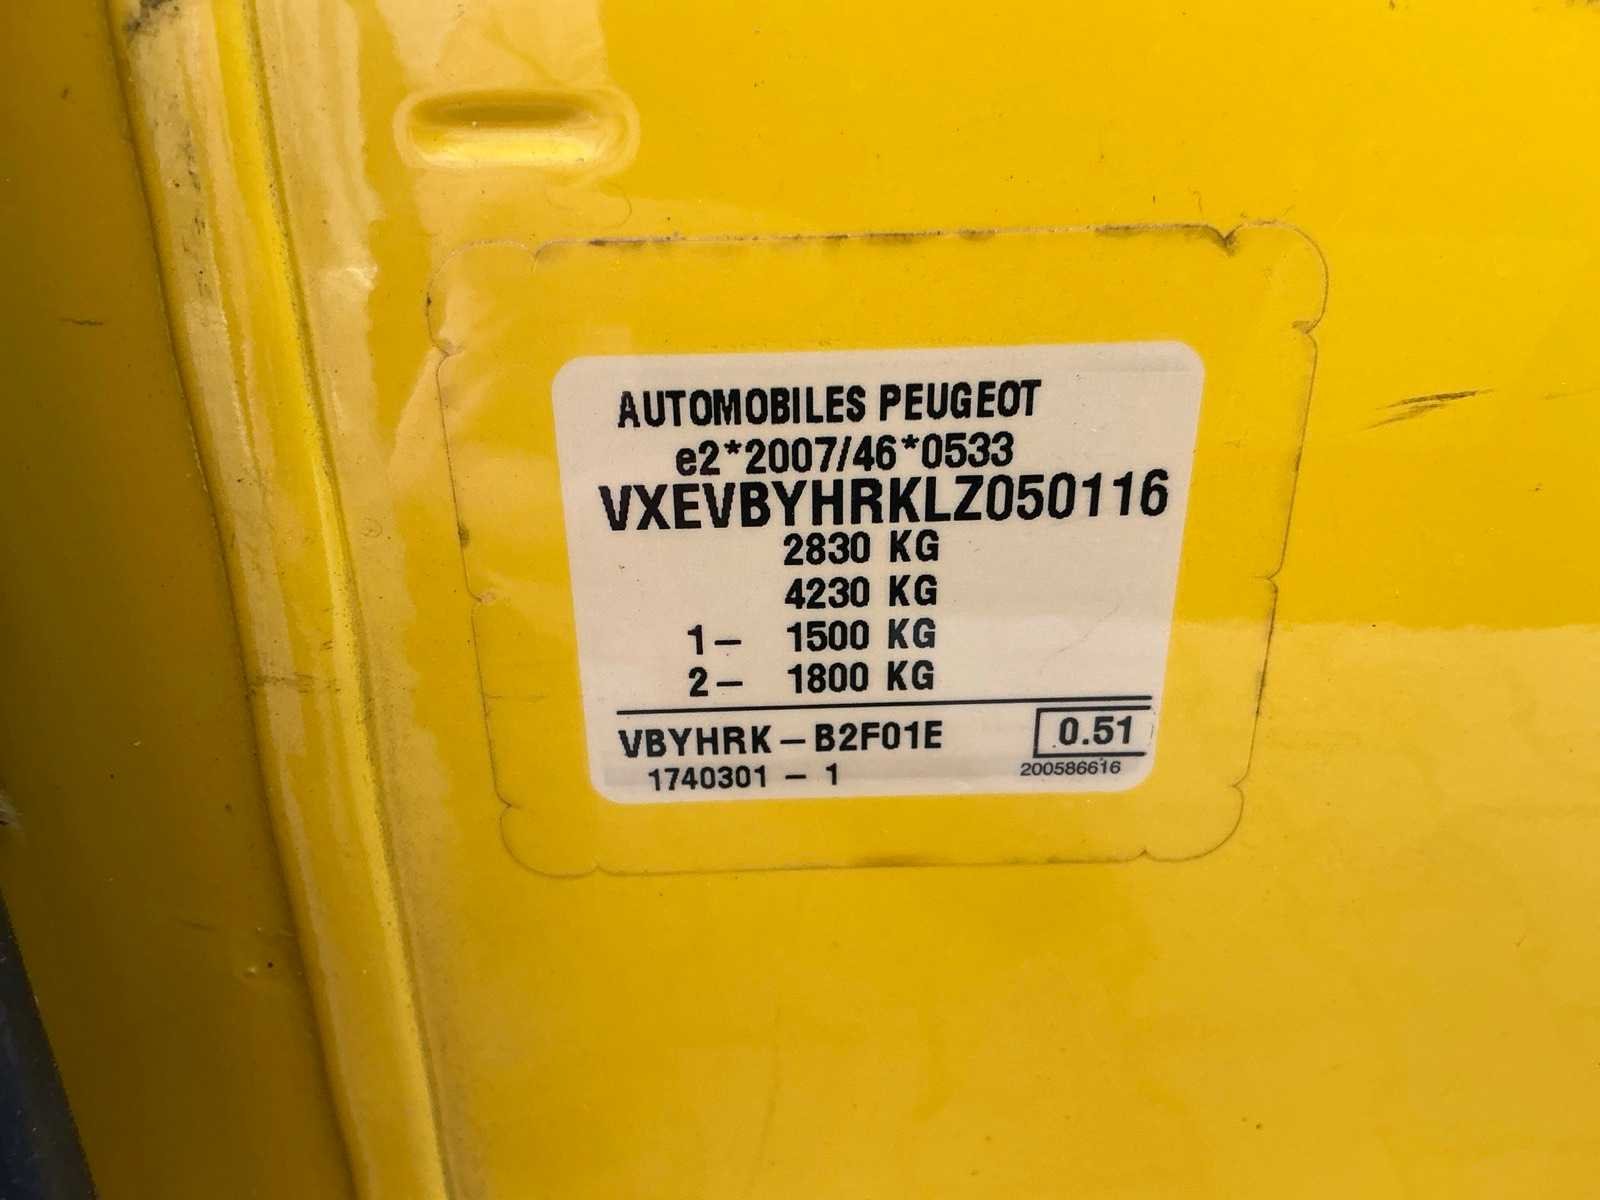 AUTOMOBILES PEUGEOT
e2*2007/46*0533
VXEVBYHRKLZ050116
2830 KG
4230 KG
1– 1500 KG
2– 1800 KG
VBYHRK–B2F01E 0.51
1740301 – 1 200586616